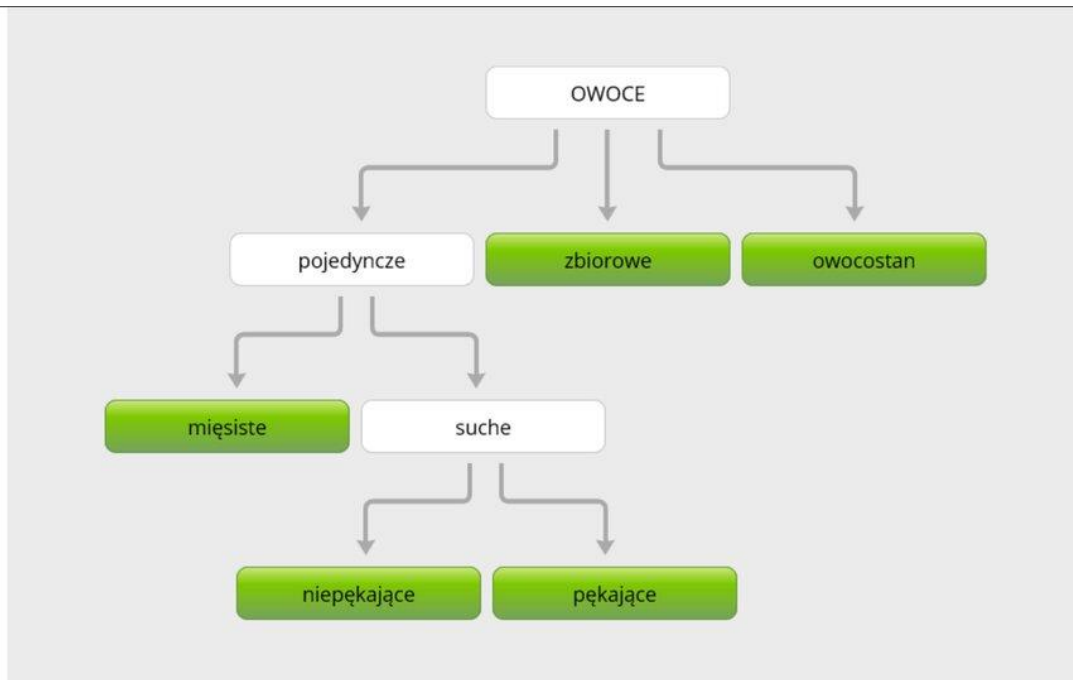 OWOCE
pojedyncze
zbiorowe
owocostan
mięsiste
suche
niepękające
pękające